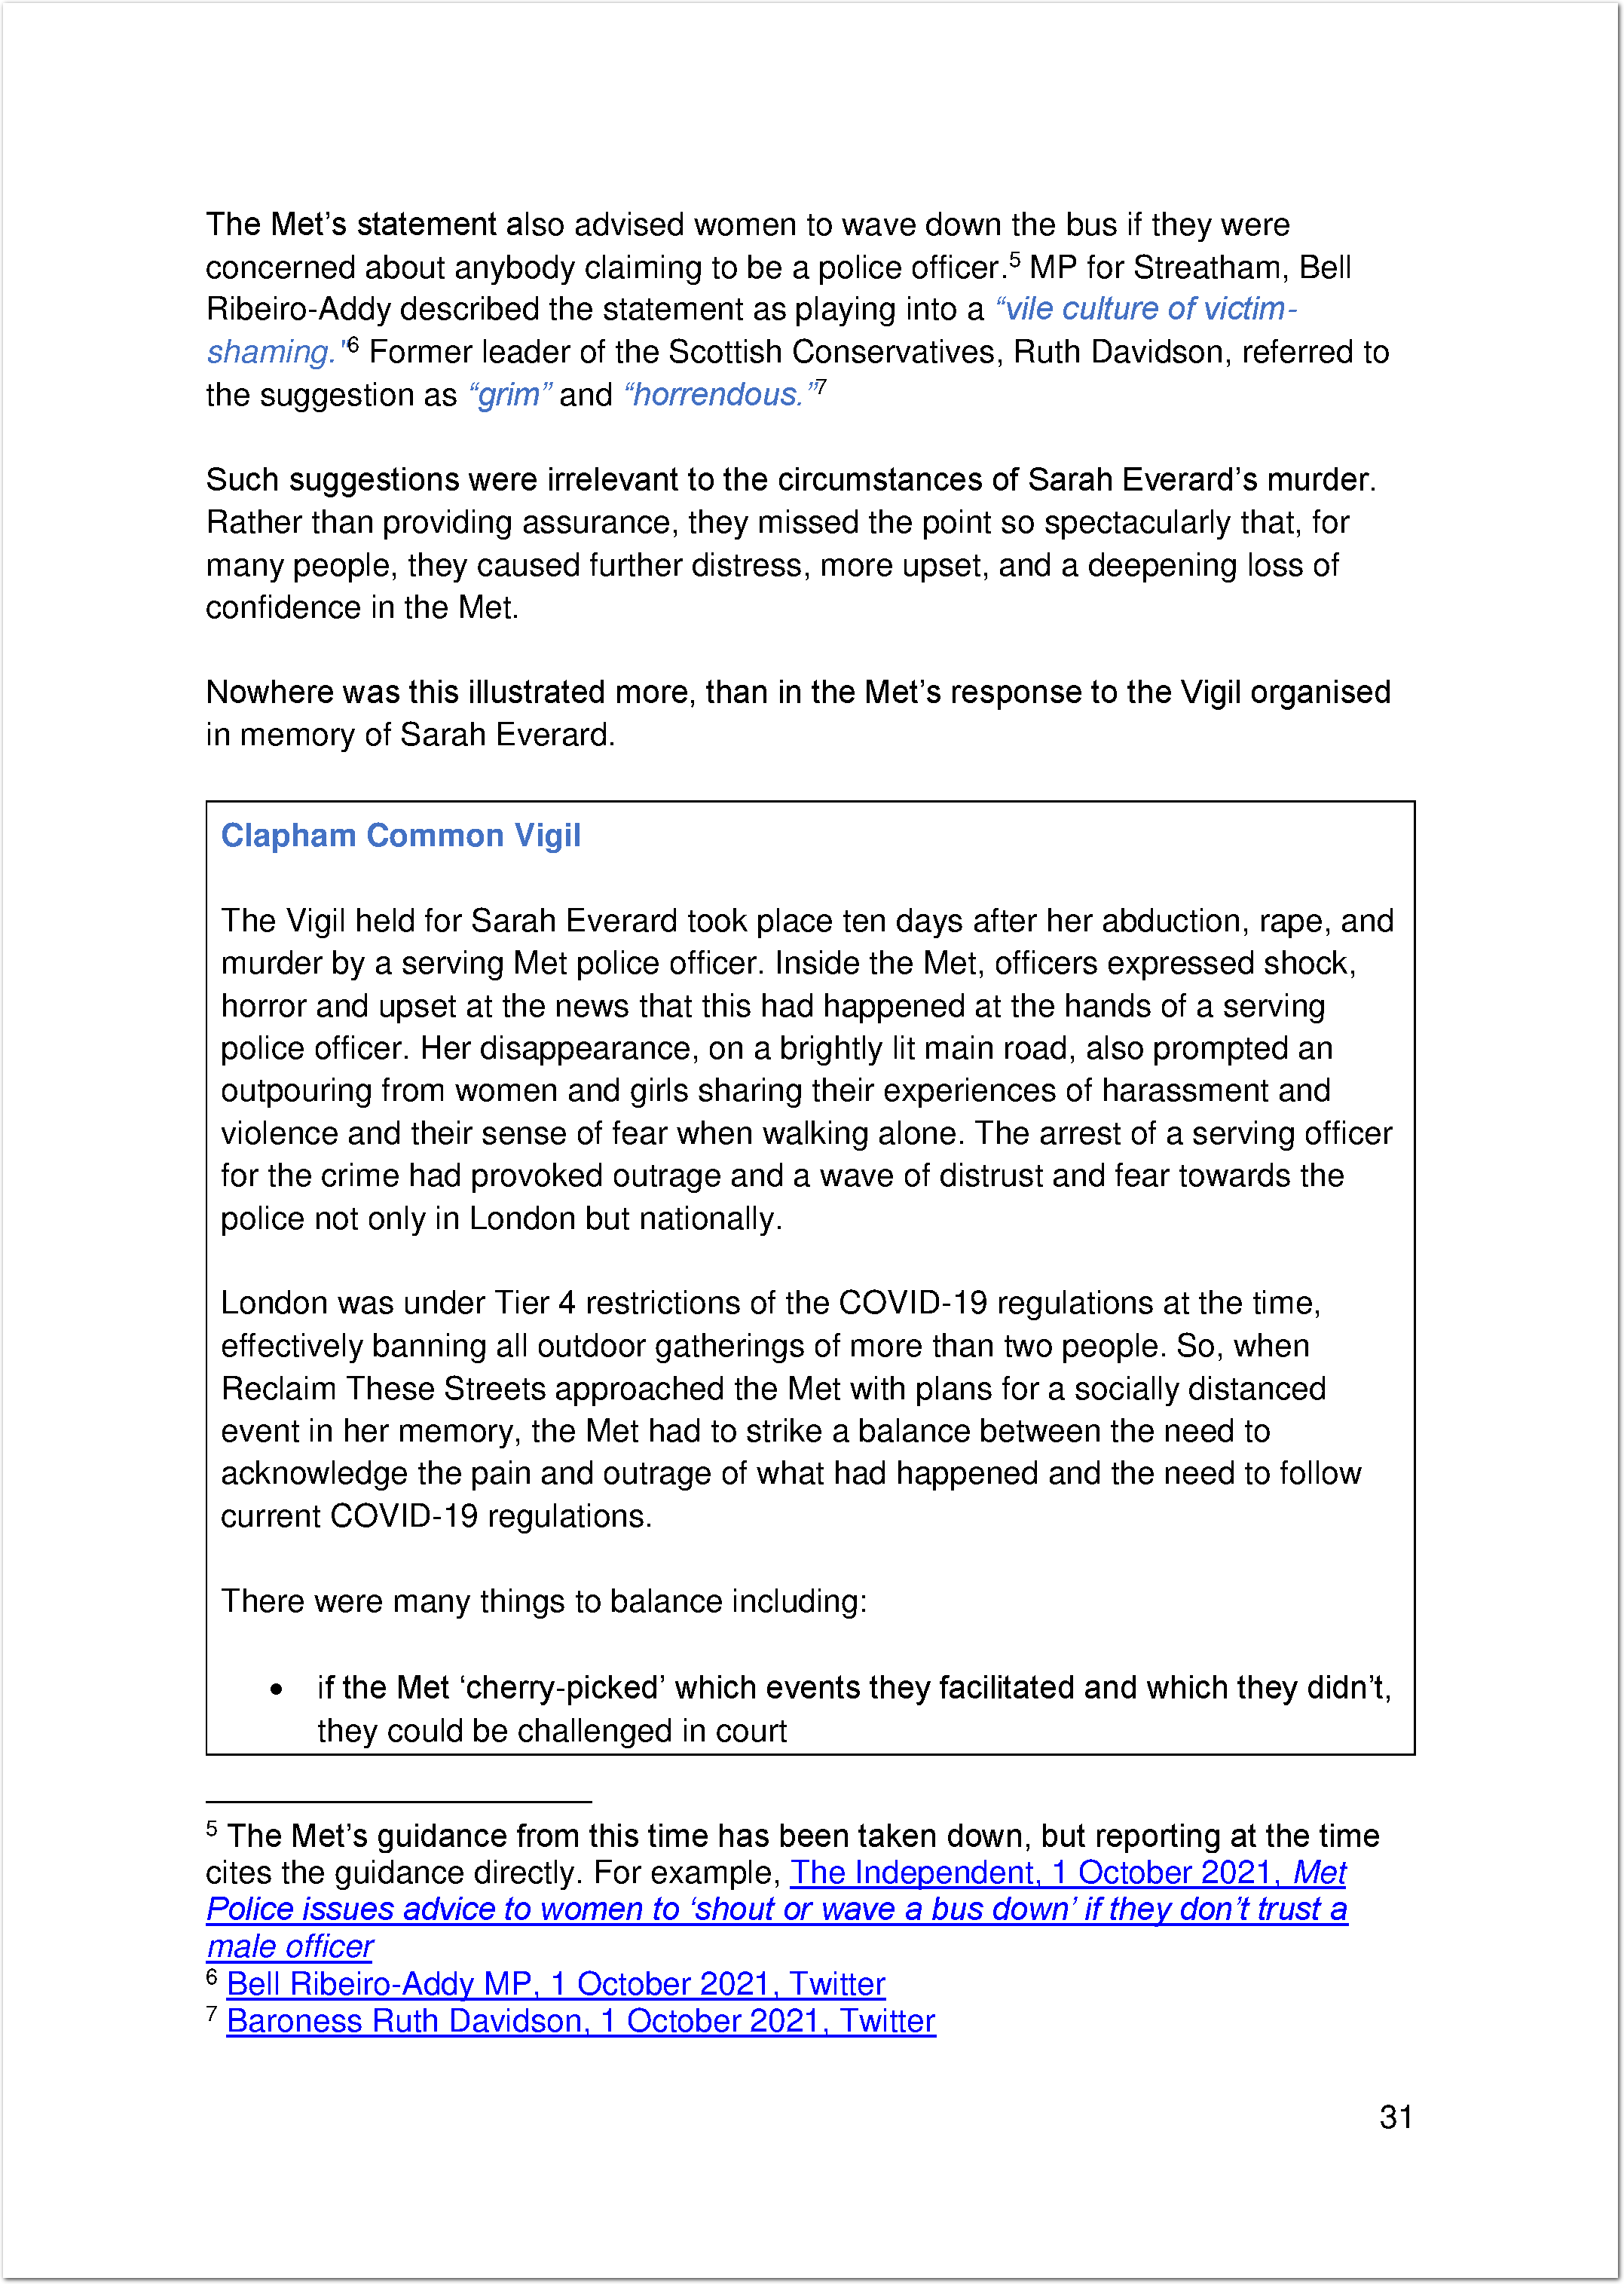 The Met’s statement also advised women to wave down the bus if they were
concerned about anybody claiming to be a police officer.5 MP for Streatham, Bell
Ribeiro-Addy described the statement as playing into a “vile culture of victim-
shaming."6 Former leader of the Scottish Conservatives, Ruth Davidson, referred to
the suggestion as “grim” and “horrendous.”7
Such suggestions were irrelevant to the circumstances of Sarah Everard’s murder.
Rather than providing assurance, they missed the point so spectacularly that, for
many people, they caused further distress, more upset, and a deepening loss of
confidence in the Met.
Nowhere was this illustrated more, than in the Met’s response to the Vigil organised
in memory of Sarah Everard.
Clapham Common Vigil
The Vigil held for Sarah Everard took place ten days after her abduction, rape, and
murder by a serving Met police officer. Inside the Met, officers expressed shock,
horror and upset at the news that this had happened at the hands of a serving
police officer. Her disappearance, on a brightly lit main road, also prompted an
outpouring from women and girls sharing their experiences of harassment and
violence and their sense of fear when walking alone. The arrest of a serving officer
for the crime had provoked outrage and a wave of distrust and fear towards the
police not only in London but nationally.
London was under Tier 4 restrictions of the COVID-19 regulations at the time,
effectively banning all outdoor gatherings of more than two people. So, when
Reclaim These Streets approached the Met with plans for a socially distanced
event in her memory, the Met had to strike a balance between the need to
acknowledge the pain and outrage of what had happened and the need to follow
current COVID-19 regulations.
There were many things to balance including:
• if the Met ‘cherry-picked’ which events they facilitated and which they didn’t,
they could be challenged in court
5 The Met’s guidance from this time has been taken down, but reporting at the time
cites the guidance directly. For example, The Independent, 1 October 2021, Met
Police issues advice to women to ‘shout or wave a bus down’ if they don’t trust a
male officer
6 Bell Ribeiro-Addy MP, 1 October 2021, Twitter
7 Baroness Ruth Davidson, 1 October 2021, Twitter
31